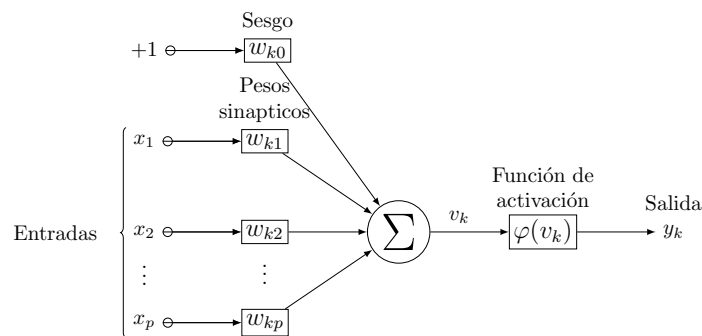 Sesgo
+1
w_{k0}
Pesos
sinapticos
x_1
w_{k1}
Función de
activación
Salida
Entradas
x_2
w_{k2}
Σ
v_k
φ(v_k)
y_k
⋮
⋮
x_p
w_{kp}